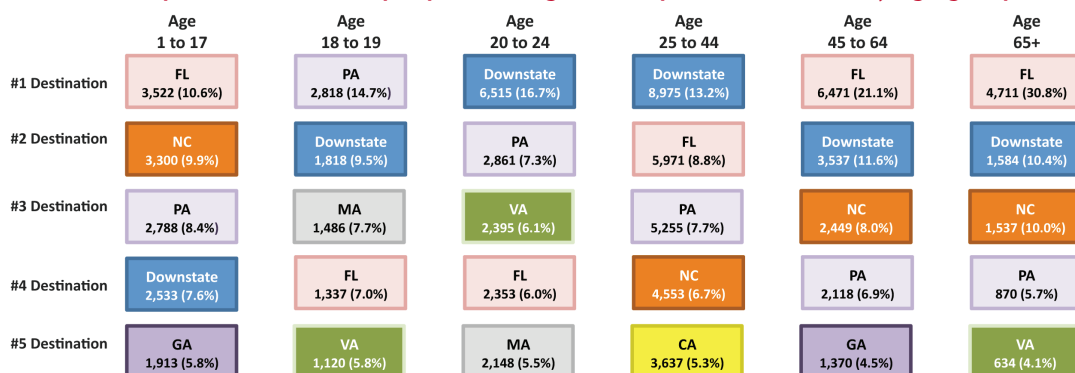 Age Age Age Age Age Age
1 to 17 18 to 19 20 to 24 25 to 44 45 to 64 65+
#1 Destination
FL PA Downstate Downstate FL FL
3,522 (10.6%) 2,818 (14.7%) 6,515 (16.7%) 8,975 (13.2%) 6,471 (21.1%) 4,711 (30.8%)
#2 Destination
NC Downstate PA FL Downstate Downstate
3,300 (9.9%) 1,818 (9.5%) 2,861 (7.3%) 5,971 (8.8%) 3,537 (11.6%) 1,584 (10.4%)
#3 Destination
PA MA VA PA NC NC
2,788 (8.4%) 1,486 (7.7%) 2,395 (6.1%) 5,255 (7.7%) 2,449 (8.0%) 1,537 (10.0%)
#4 Destination
Downstate FL FL NC PA PA
2,533 (7.6%) 1,337 (7.0%) 2,353 (6.0%) 4,553 (6.7%) 2,118 (6.9%) 870 (5.7%)
#5 Destination
GA VA MA CA GA VA
1,913 (5.8%) 1,120 (5.8%) 2,148 (5.5%) 3,637 (5.3%) 1,370 (4.5%) 634 (4.1%)